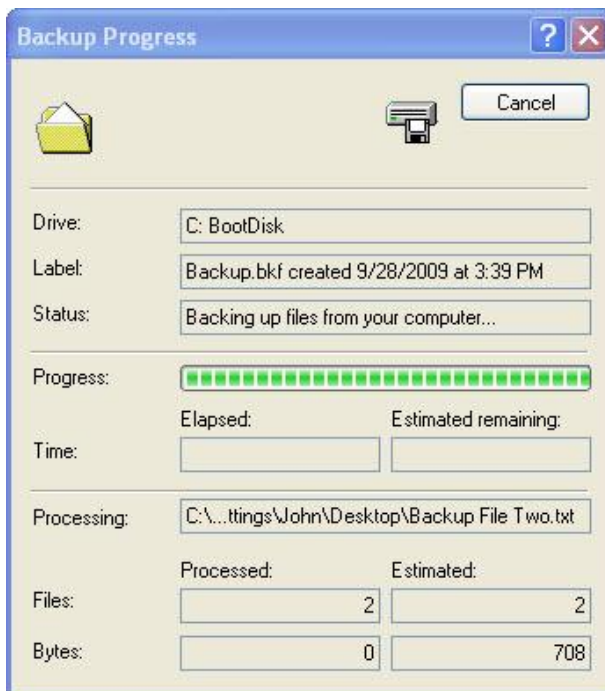 Backup Progress
Cancel
Drive: C: BootDisk
Label: Backup.bkf created 9/28/2009 at 3:39 PM
Status: Backing up files from your computer...
Progress:
Elapsed: Estimated remaining:
Time:
Processing: C:\...ttings\John\Desktop\Backup File Two.txt
Processed: Estimated:
Files: 2 2
Bytes: 0 708